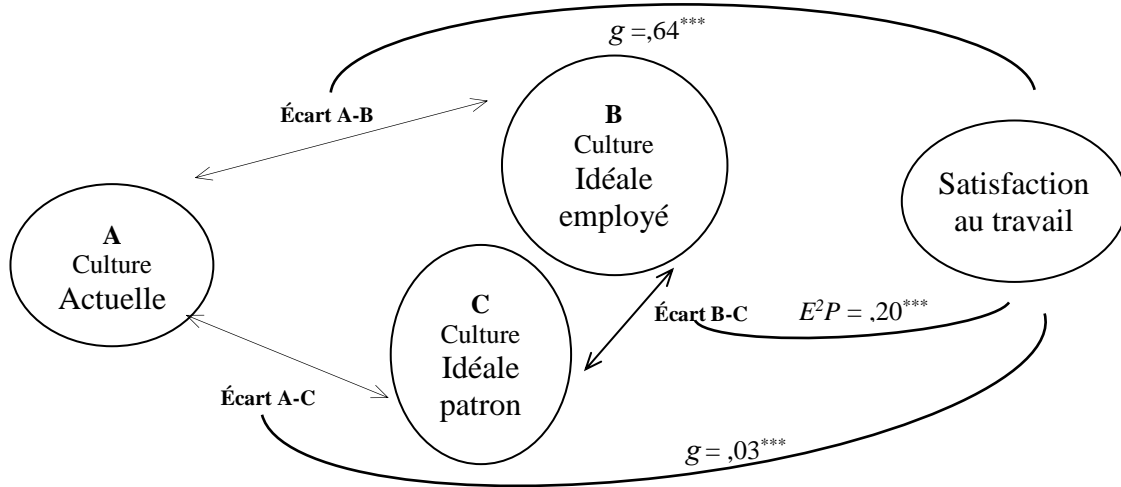 g =,64***
Écart A-B
B
Culture
Idéale
employé
Satisfaction
au travail
A
Culture
Actuelle
C
Culture
Idéale
patron
Écart B-C
E²P = ,20***
Écart A-C
g = ,03***